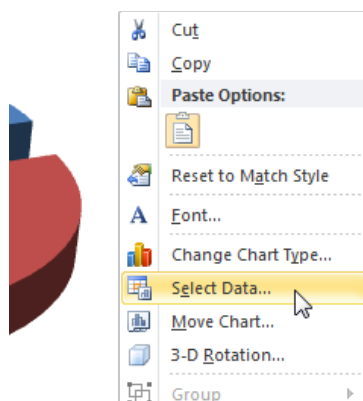 Cut
Copy
Paste Options:
Reset to Match Style
A Font...
Change Chart Type...
Select Data...
Move Chart...
3-D Rotation...
Group